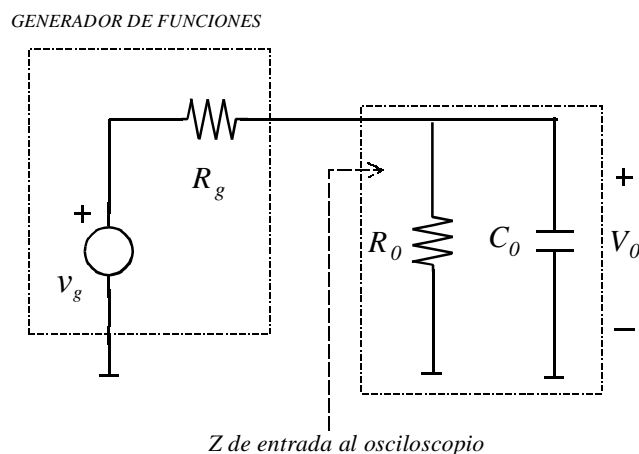 GENERADOR DE FUNCIONES
R_g
+
v_g
R_0
C_0
+
V_0
−
Z de entrada al osciloscopio